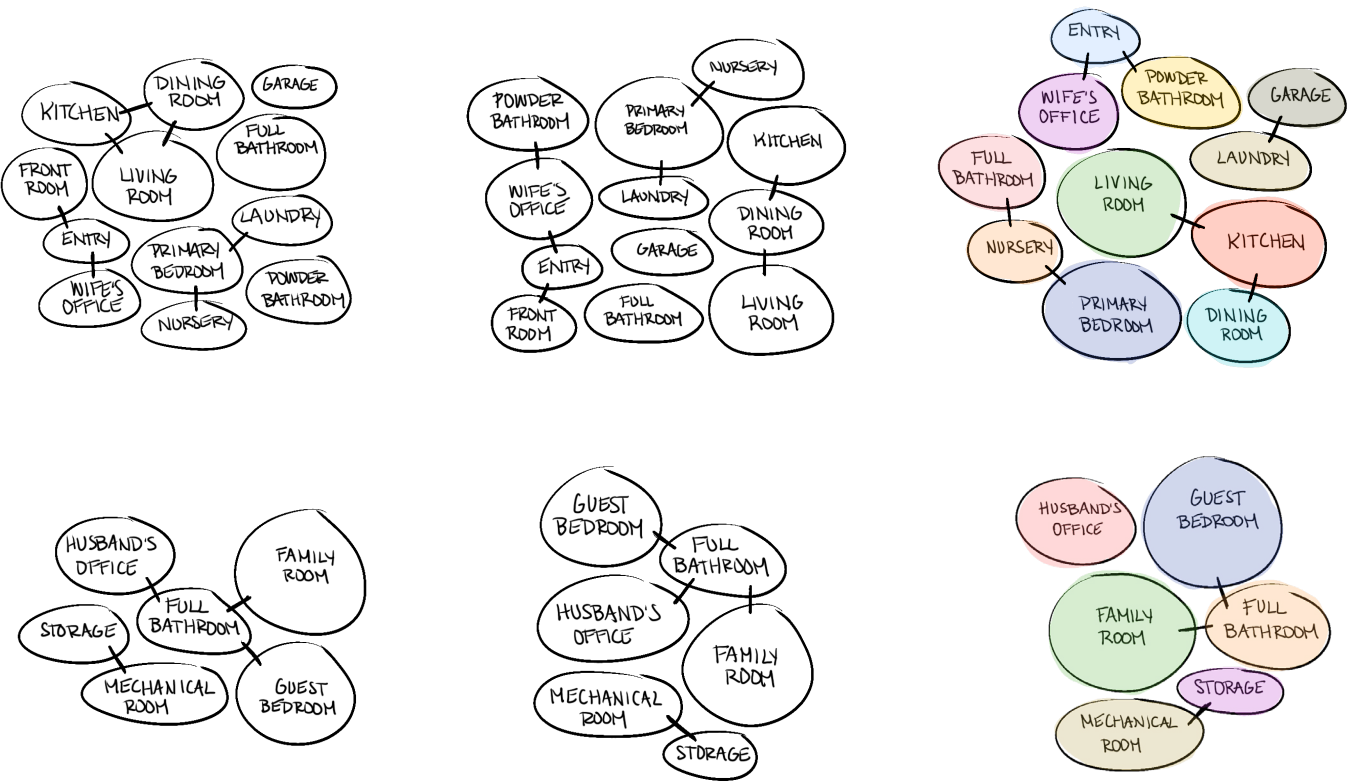 KITCHEN
DINING
ROOM
GARAGE
FULL
BATHROOM
FRONT
ROOM
LIVING
ROOM
ENTRY
LAUNDRY
PRIMARY
BEDROOM
WIFE'S
OFFICE
POWDER
BATHROOM
NURSERY
NURSERY
POWDER
BATHROOM
PRIMARY
BEDROOM
KITCHEN
WIFE'S
OFFICE
LAUNDRY
DINING
ROOM
ENTRY
GARAGE
FRONT
ROOM
FULL
BATHROOM
LIVING
ROOM
ENTRY
WIFE'S
OFFICE
POWDER
BATHROOM
GARAGE
FULL
BATHROOM
LIVING
ROOM
LAUNDRY
NURSERY
KITCHEN
PRIMARY
BEDROOM
DINING
ROOM
HUSBAND'S
OFFICE
FAMILY
ROOM
STORAGE
FULL
BATHROOM
MECHANICAL
ROOM
GUEST
BEDROOM
GUEST
BEDROOM
FULL
BATHROOM
HUSBAND'S
OFFICE
FAMILY
ROOM
MECHANICAL
ROOM
STORAGE
HUSBAND'S
OFFICE
GUEST
BEDROOM
FAMILY
ROOM
FULL
BATHROOM
STORAGE
MECHANICAL
ROOM